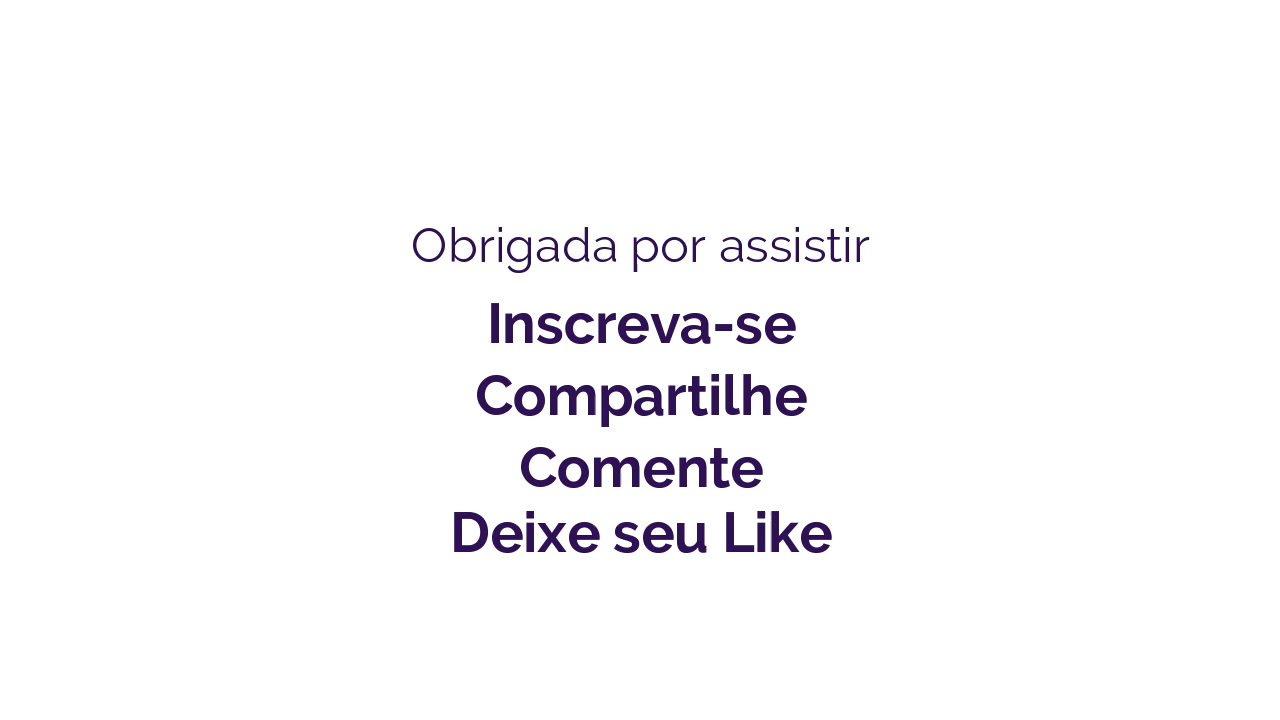 Obrigada por assistir
Inscreva-se
Compartilhe
Comente
Deixe seu Like